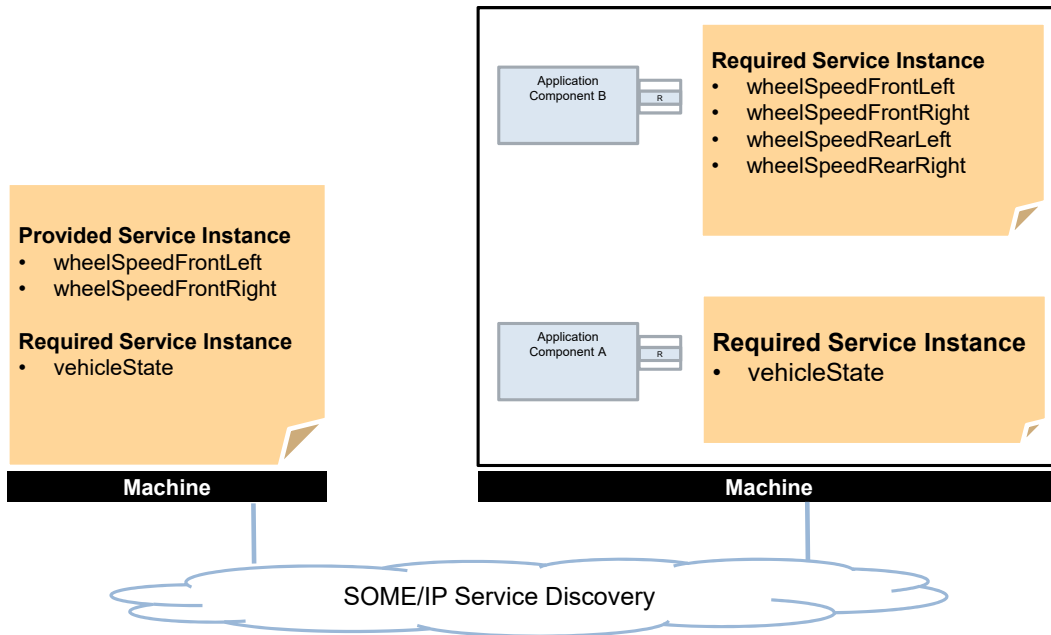 Provided Service Instance
• wheelSpeedFrontLeft
• wheelSpeedFrontRight
Required Service Instance
• vehicleState
Machine
Application
Component B
R
Required Service Instance
• wheelSpeedFrontLeft
• wheelSpeedFrontRight
• wheelSpeedRearLeft
• wheelSpeedRearRight
Application
Component A
R
Required Service Instance
• vehicleState
Machine
SOME/IP Service Discovery